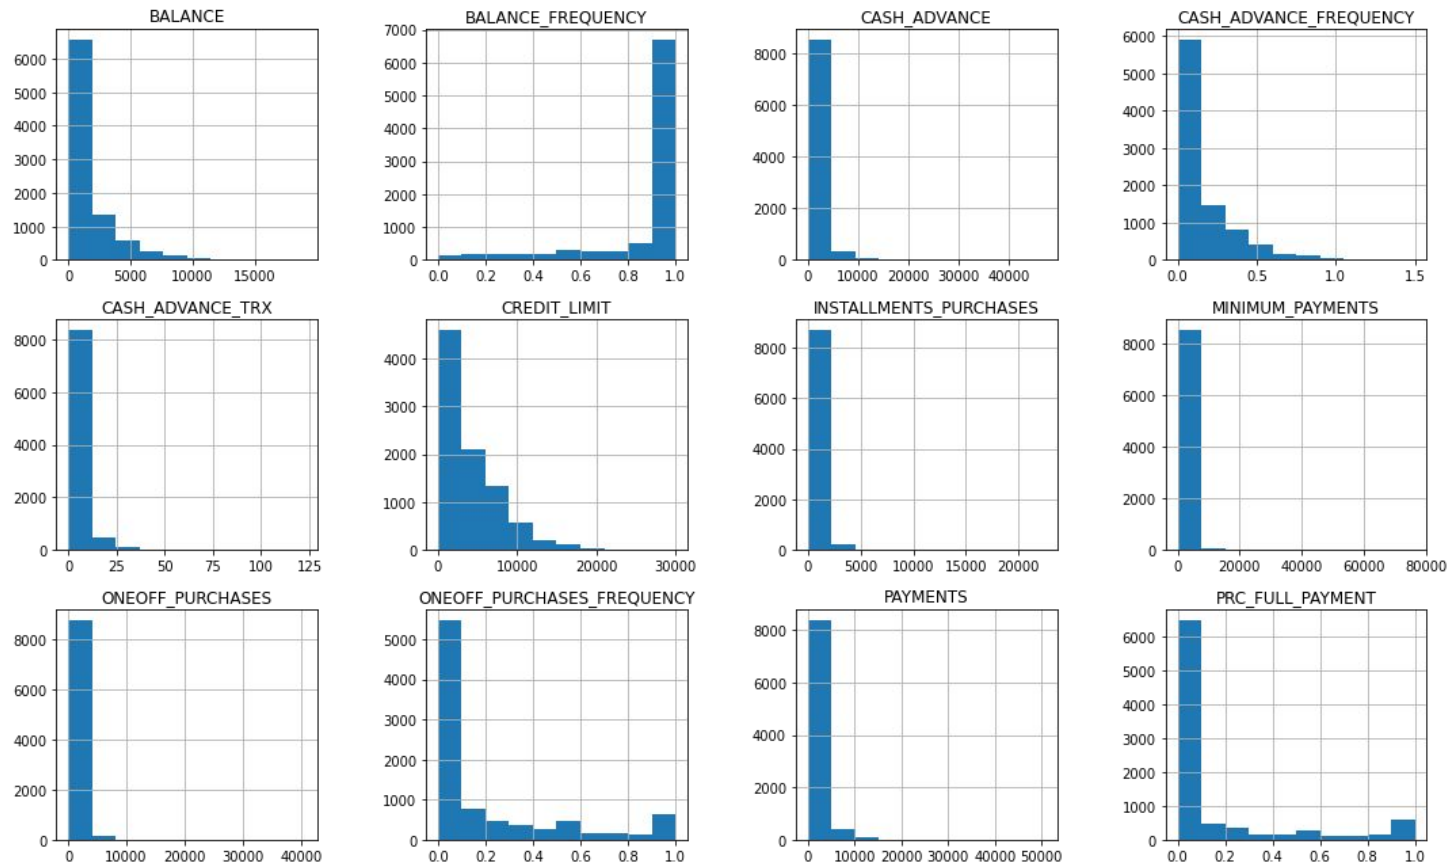 BALANCE
6000
5000
4000
3000
2000
1000
0
0 5000 10000 15000
BALANCE_FREQUENCY
7000
6000
5000
4000
3000
2000
1000
0
0.0 0.2 0.4 0.6 0.8 1.0
CASH_ADVANCE
8000
6000
4000
2000
0
0 10000 20000 30000 40000
CASH_ADVANCE_FREQUENCY
6000
5000
4000
3000
2000
1000
0
0.0 0.5 1.0 1.5
CASH_ADVANCE_TRX
8000
6000
4000
2000
0
0 25 50 75 100 125
CREDIT_LIMIT
4000
3000
2000
1000
0
0 10000 20000 30000
INSTALLMENTS_PURCHASES
8000
6000
4000
2000
0
0 5000 10000 15000 20000
MINIMUM_PAYMENTS
8000
6000
4000
2000
0
0 20000 40000 60000 80000
ONEOFF_PURCHASES
8000
6000
4000
2000
0
0 10000 20000 30000 40000
ONEOFF_PURCHASES_FREQUENCY
5000
4000
3000
2000
1000
0
0.0 0.2 0.4 0.6 0.8 1.0
PAYMENTS
8000
6000
4000
2000
0
0 10000 20000 30000 40000 50000
PRC_FULL_PAYMENT
6000
5000
4000
3000
2000
1000
0
0.0 0.2 0.4 0.6 0.8 1.0